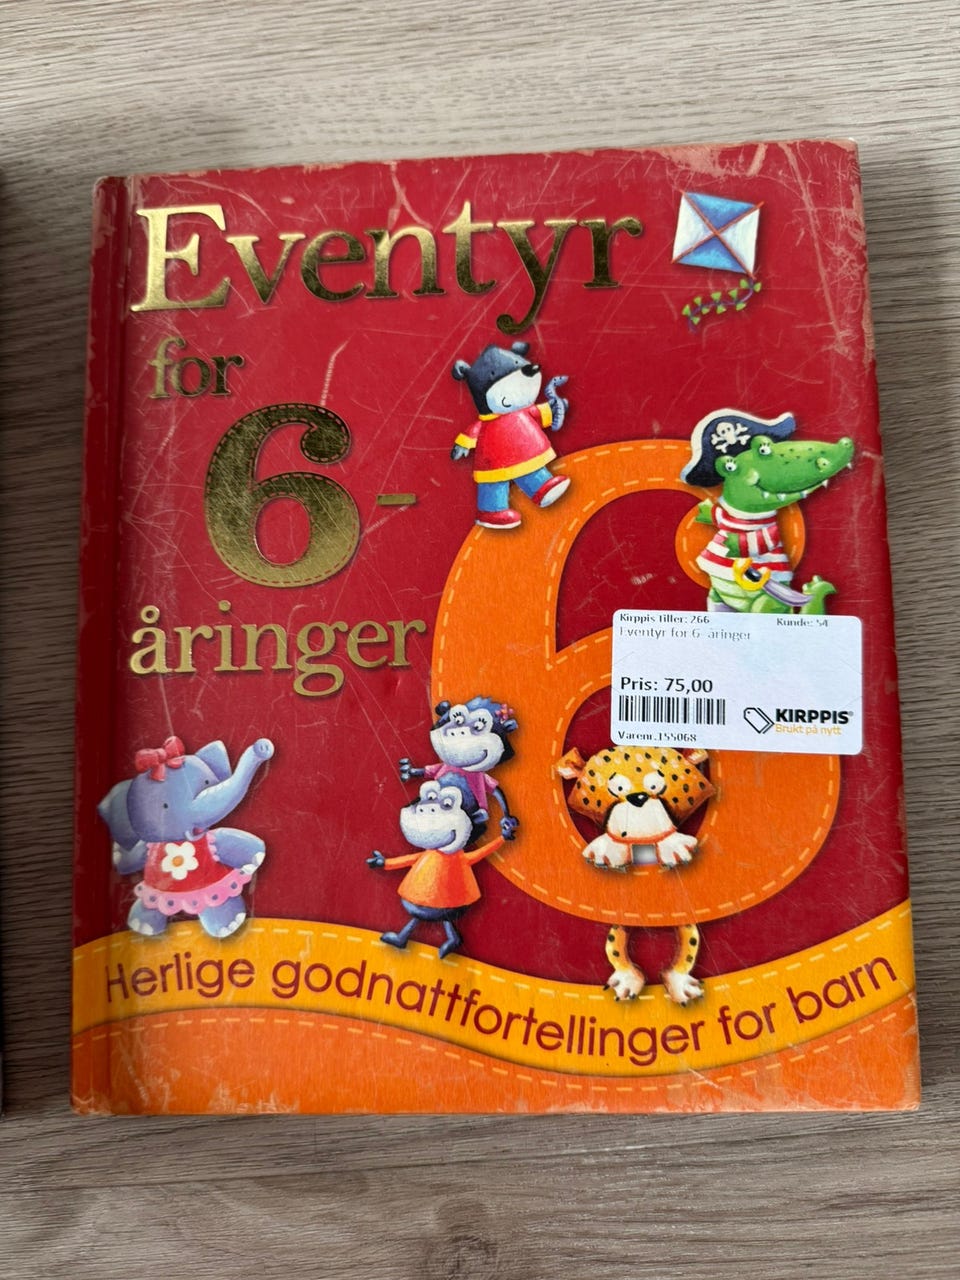 Eventyr
for
6-
åringer
Kirppis Tiller: 266 Kunde: 54
Eventyr for 6-åringer
Pris: 75,00
KIRPPIS®
Brukt på nytt
Varenr.155068
Herlige godnattfortellinger for barn